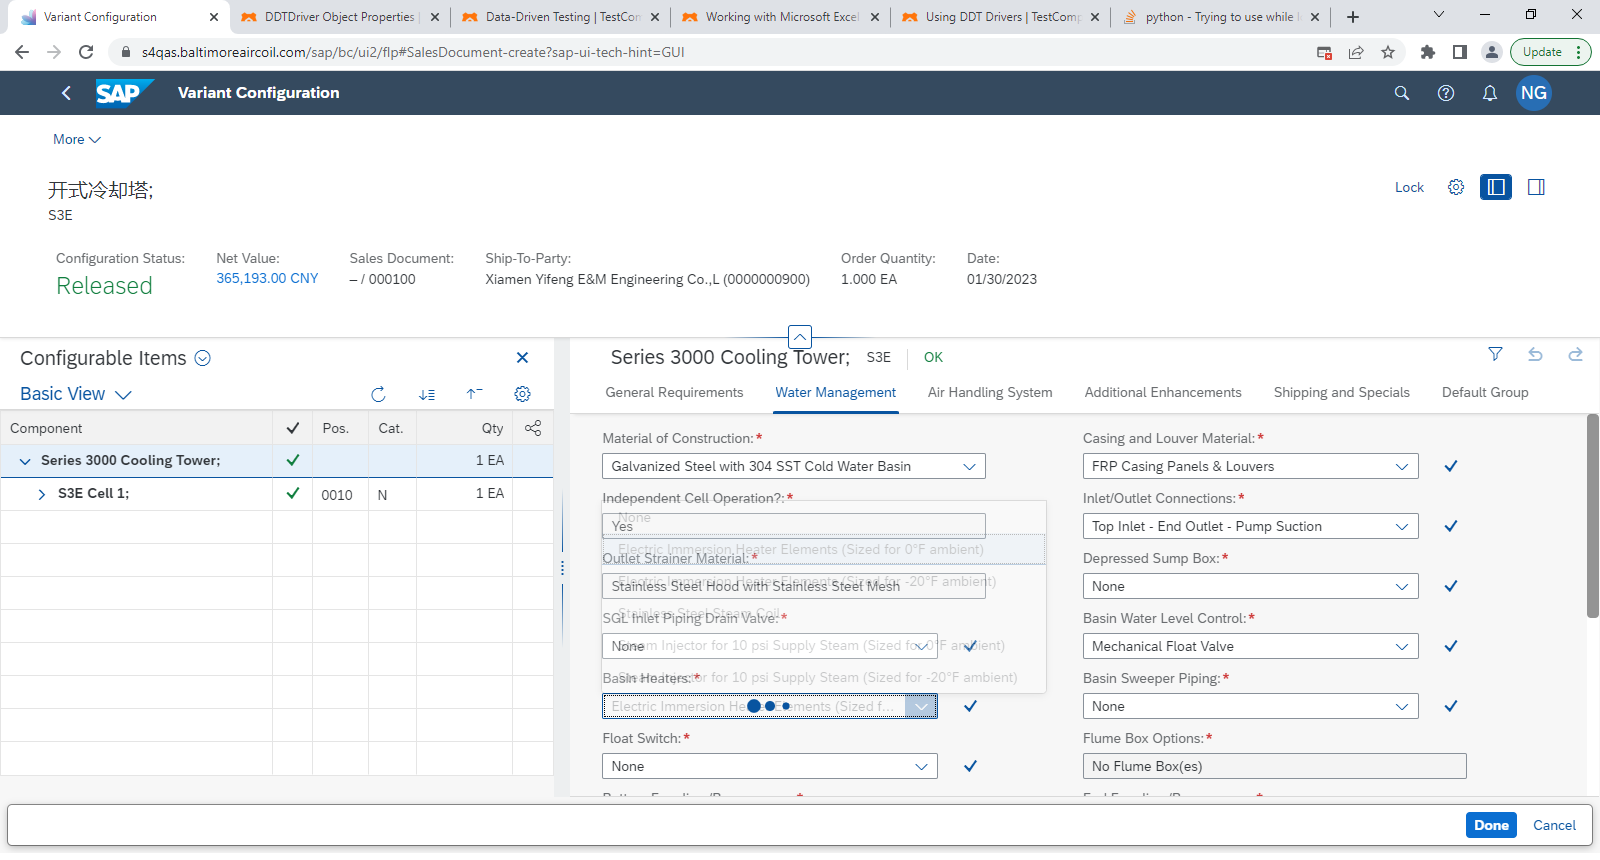 Variant Configuration
DDTDriver Object Properties
Data-Driven Testing | TestCom
Working with Microsoft Excel
Using DDT Drivers | TestComp
python - Trying to use while l
s4qas.baltimoreaircoil.com/sap/bc/ui2/flp#SalesDocument-create?sap-ui-tech-hint=GUI
Update
SAP
Variant Configuration
NG
More
开式冷却塔;
S3E
Lock
Configuration Status:
Released
Net Value:
365,193.00 CNY
Sales Document:
– / 000100
Ship-To-Party:
Xiamen Yifeng E&M Engineering Co.,L (0000000900)
Order Quantity:
1.000 EA
Date:
01/30/2023
Configurable Items
Basic View
Component Pos. Cat. Qty
Series 3000 Cooling Tower; 1 EA
S3E Cell 1; 0010 N 1 EA
Series 3000 Cooling Tower; S3E OK
General Requirements
Water Management
Air Handling System
Additional Enhancements
Shipping and Specials
Default Group
Material of Construction:*
Galvanized Steel with 304 SST Cold Water Basin
Casing and Louver Material:*
FRP Casing Panels & Louvers
Independent Cell Operation?:*
Yes
Inlet/Outlet Connections:*
Top Inlet - End Outlet - Pump Suction
Outlet Strainer Material:*
Stainless Steel Hood with Stainless Steel Mesh
Depressed Sump Box:*
None
SGL Inlet Piping Drain Valve:*
None
Basin Water Level Control:*
Mechanical Float Valve
Basin Heaters:*
Electric Immersion Heater Elements (Sized f...
Basin Sweeper Piping:*
None
Float Switch:*
None
Flume Box Options:*
No Flume Box(es)
None
Electric Immersion Heater Elements (Sized for 0°F ambient)
Electric Immersion Heater Elements (Sized for -20°F ambient)
Stainless Steel Steam Coil
Steam Injector for 10 psi Supply Steam (Sized for 0°F ambient)
Steam Injector for 10 psi Supply Steam (Sized for -20°F ambient)
Done
Cancel